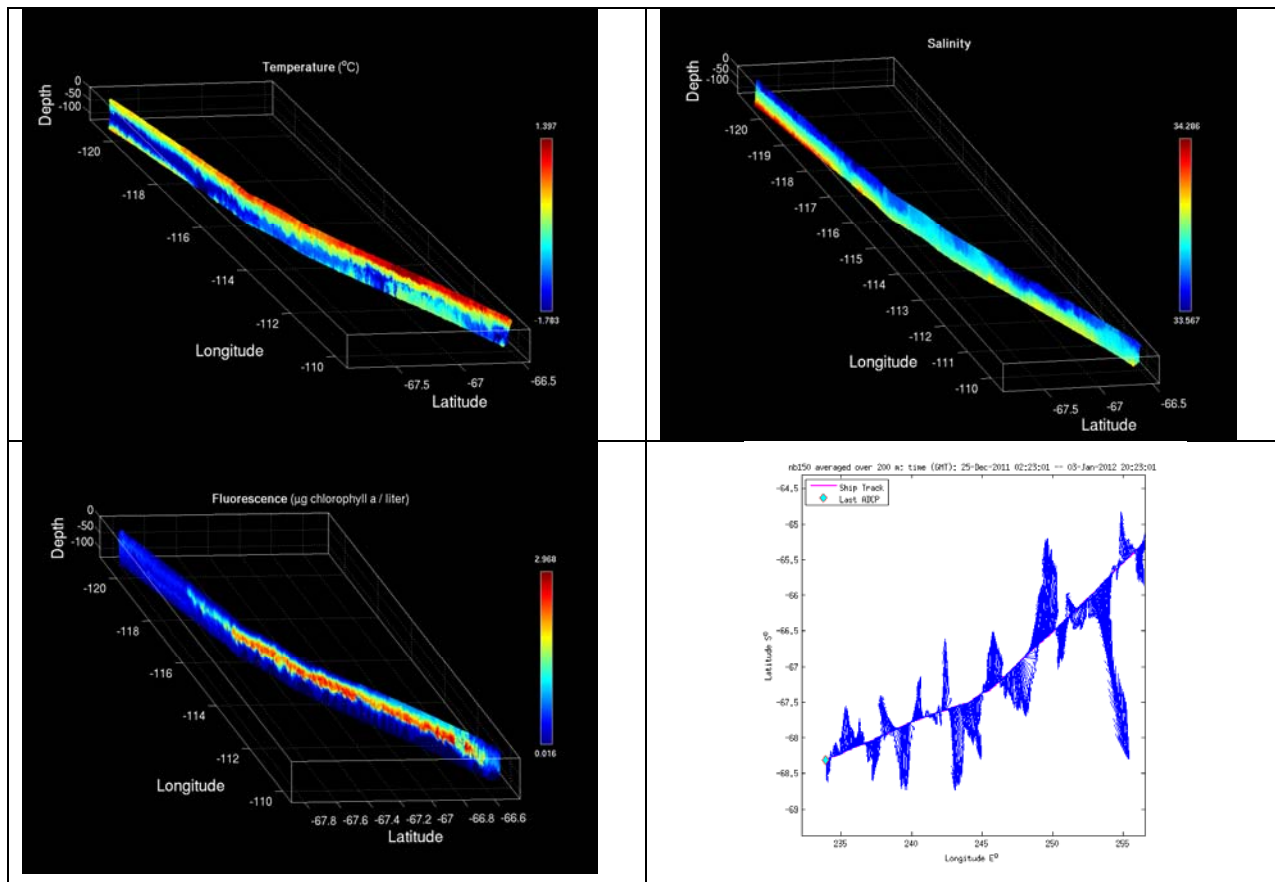 Temperature (°C)
0
-50
-100
Depth
-120
-118
-116
-114
-112
-110
Longitude
-67.5
-67
-66.5
Latitude
1.397
-1.783
Salinity
0
-50
-100
Depth
-120
-119
-118
-117
-116
-115
-114
-113
-112
-111
-110
Longitude
-67.5
-67
-66.5
Latitude
34.286
33.567
Fluorescence (µg chlorophyll a / liter)
0
-50
-100
Depth
-120
-118
-116
-114
-112
-110
Longitude
-67.8 -67.6 -67.4 -67.2 -67 -66.8 -66.6
Latitude
2.968
0.016
nb150 averaged over 200 m: time (GMT): 25-Dec-2011 02:23:01 -- 03-Jan-2012 20:23:01
Ship Track
Last ADCP
-64.5
-65
-65.5
-66
-66.5
-67
-67.5
-68
-68.5
-69
Latitude S°
235 240 245 250 255
Longitude E°